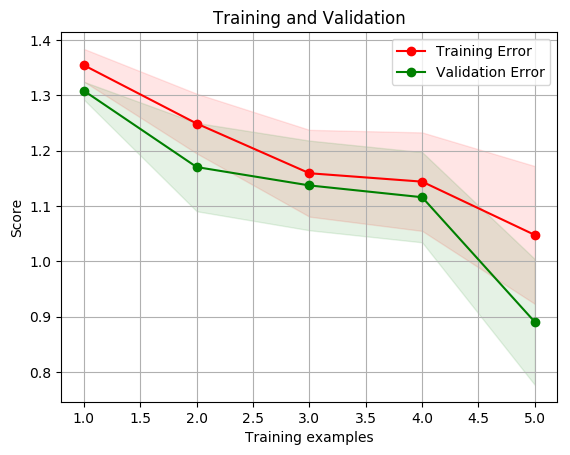 Training and Validation
1.4
1.3
1.2
1.1
1.0
0.9
0.8
Score
Training Error
Validation Error
1.0 1.5 2.0 2.5 3.0 3.5 4.0 4.5 5.0
Training examples